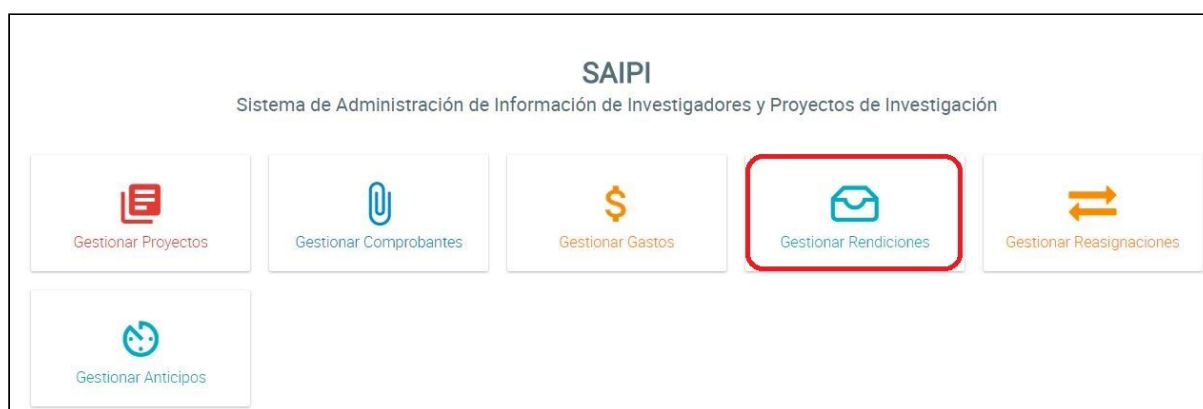 SAIPI
Sistema de Administración de Información de Investigadores y Proyectos de Investigación
Gestionar Proyectos
Gestionar Comprobantes
$
Gestionar Gastos
Gestionar Rendiciones
Gestionar Reasignaciones
Gestionar Anticipos